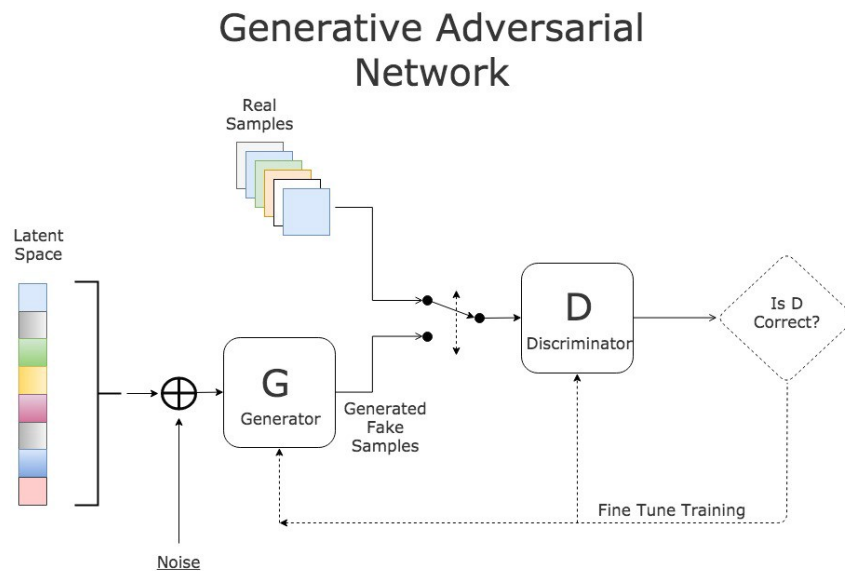 Generative Adversarial
Network
Real
Samples
Latent
Space
D
Discriminator
Is D
Correct?
G
Generator
Generated
Fake
Samples
Fine Tune Training
Noise